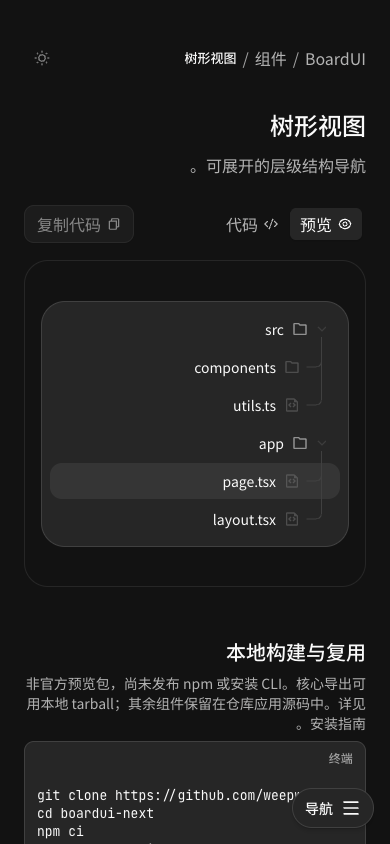 BoardUI / 组件 / 树形视图
树形视图
可展开的层级结构导航。
预览
代码
复制代码
src
components
utils.ts
app
page.tsx
layout.tsx
本地构建与复用
非官方预览包，尚未发布 npm 或安装 CLI。核心导出可
用本地 tarball；其余组件保留在仓库应用源码中。详见
安装指南。
终端
git clone https://github.com/weep
cd boardui-next
npm ci
导航